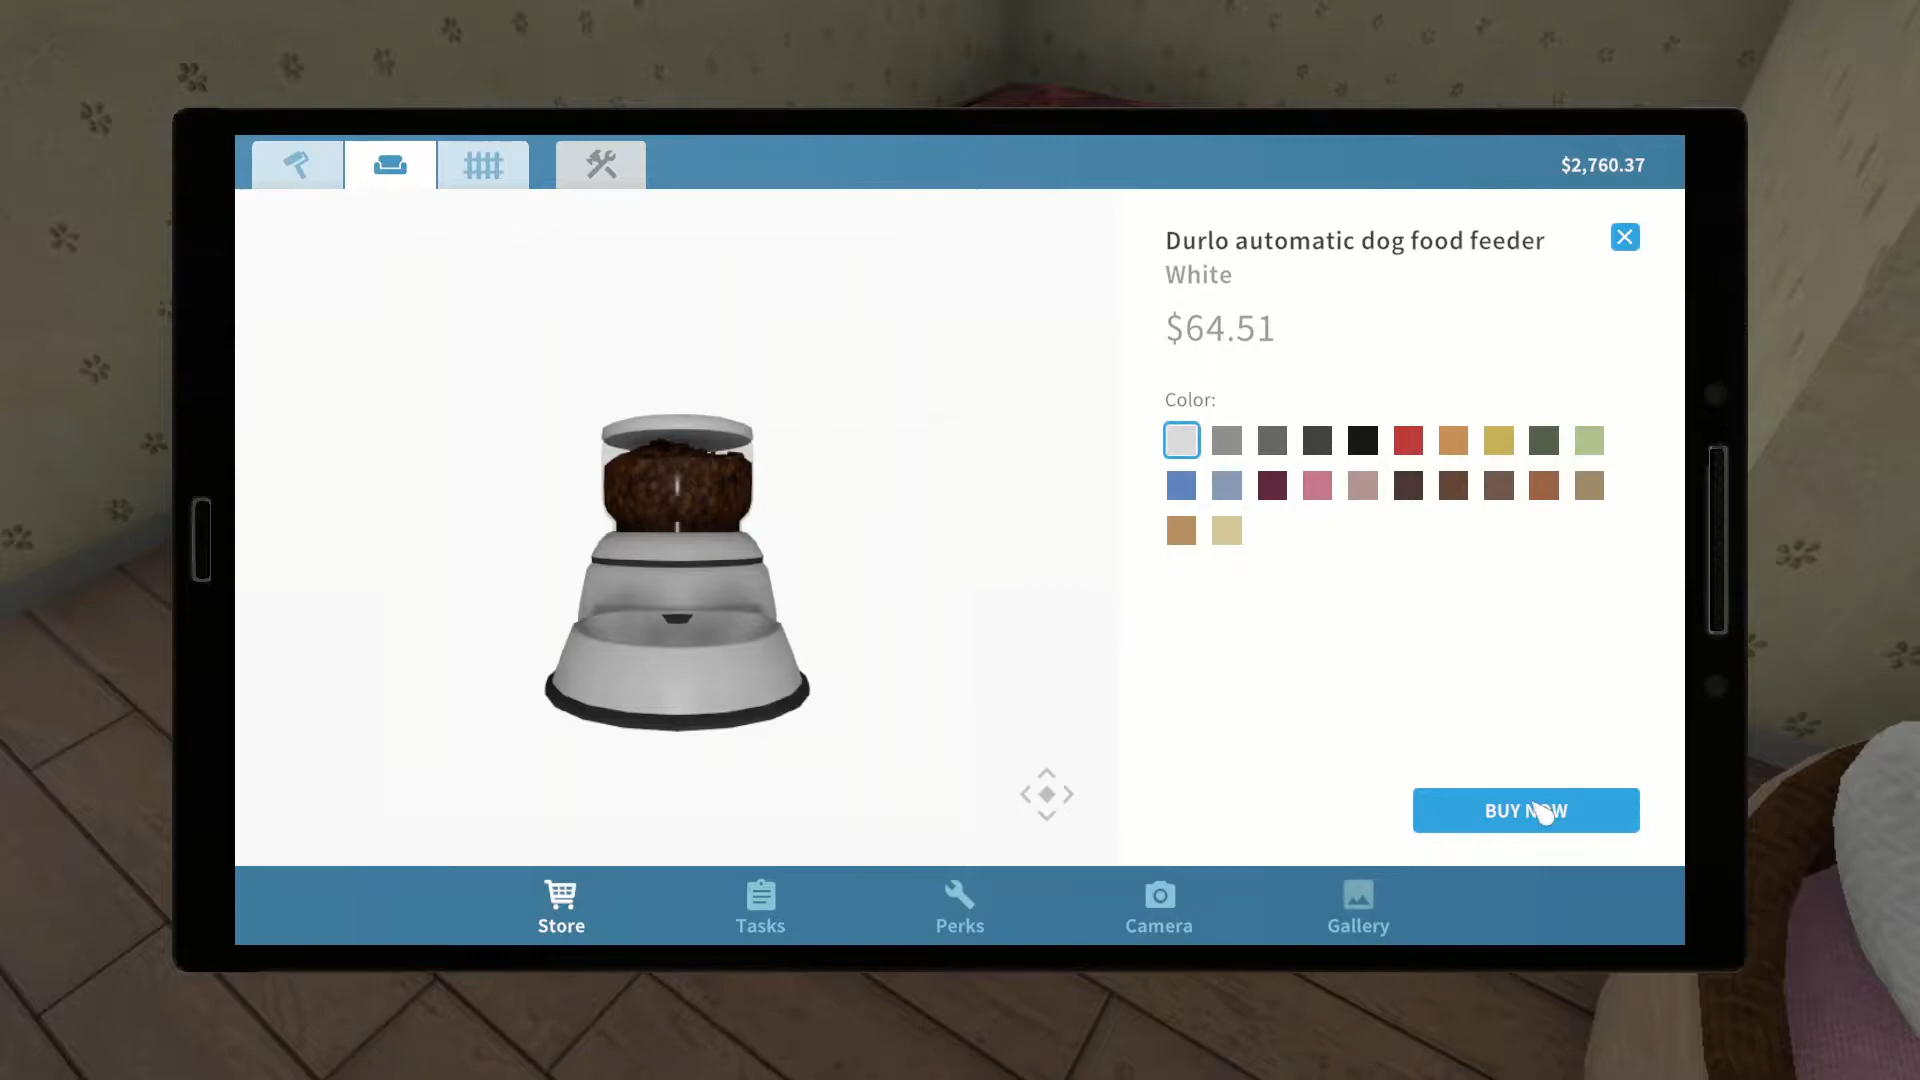 $2,760.37
Durlo automatic dog food feeder
White
$64.51
Color:
BUY NOW
Store
Tasks
Perks
Camera
Gallery